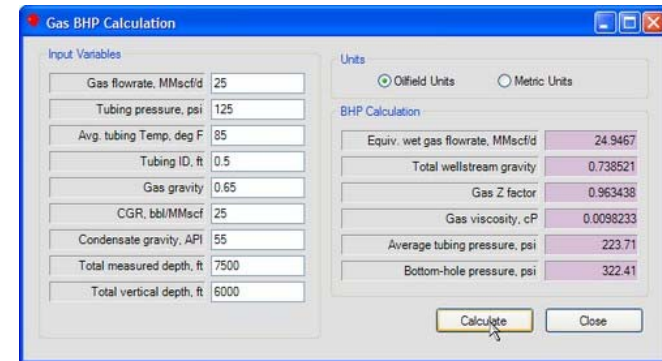 Gas BHP Calculation
Input Variables
Gas flowrate, MMscf/d 25
Tubing pressure, psi 125
Avg. tubing Temp, deg F 85
Tubing ID, ft 0.5
Gas gravity 0.65
CGR, bbl/MMscf 25
Condensate gravity, API 55
Total measured depth, ft 7500
Total vertical depth, ft 6000
Units
Oilfield Units Metric Units
BHP Calculation
Equiv. wet gas flowrate, MMscf/d 24.9467
Total wellstream gravity 0.738521
Gas Z factor 0.963438
Gas viscosity, cP 0.0098233
Average tubing pressure, psi 223.71
Bottom-hole pressure, psi 322.41
Calculate Close